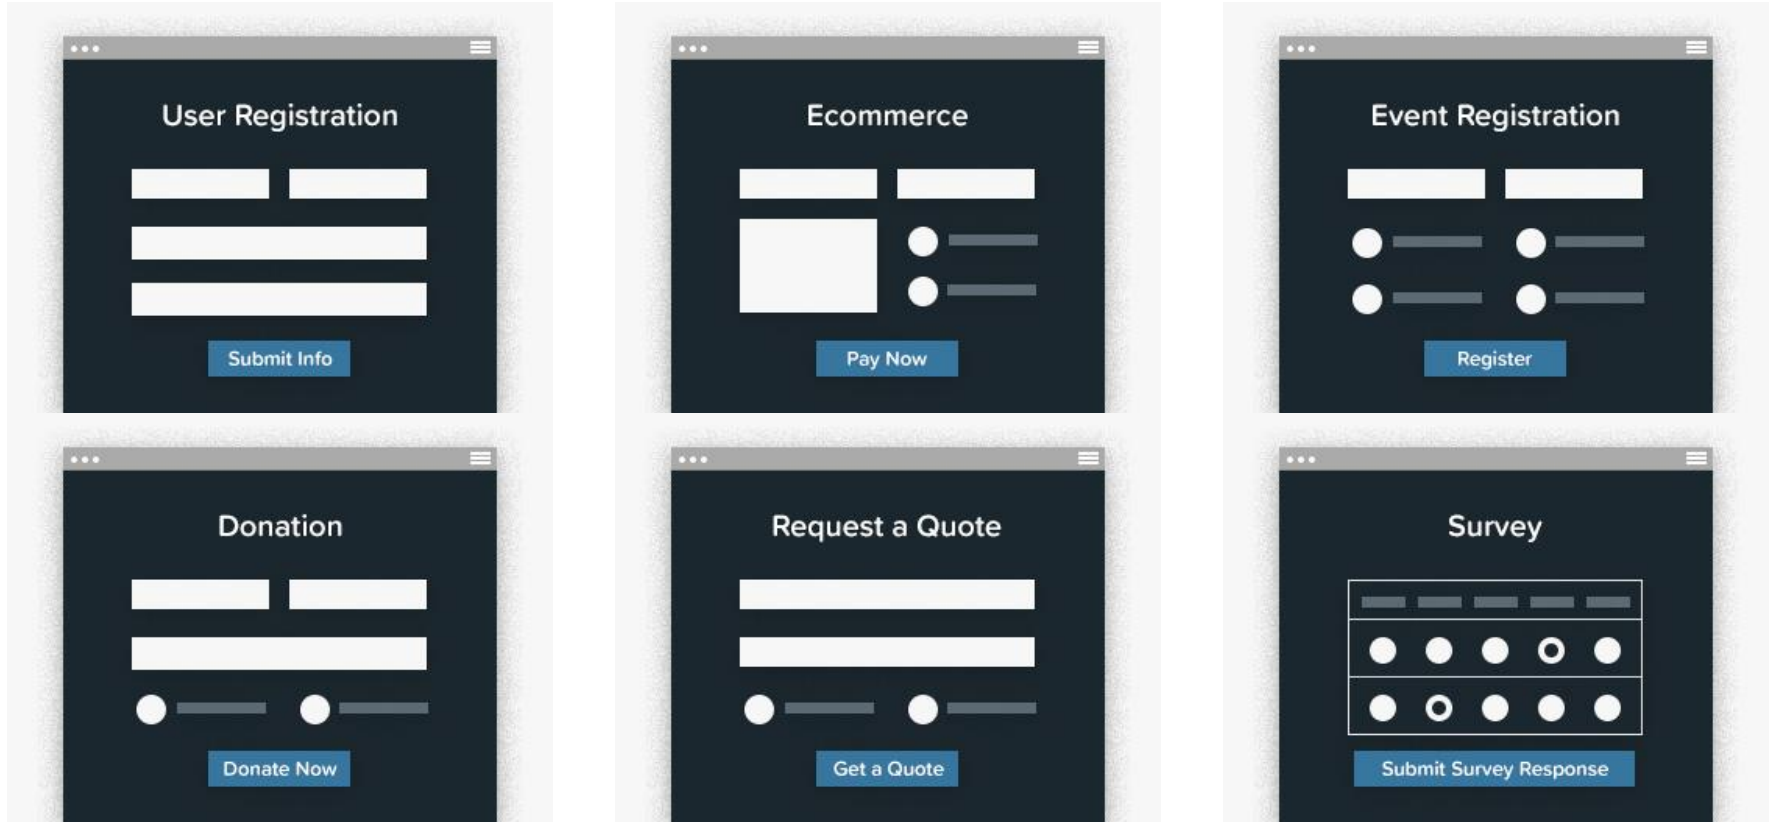 User Registration
Submit Info
Ecommerce
Pay Now
Event Registration
Register
Donation
Donate Now
Request a Quote
Get a Quote
Survey
Submit Survey Response